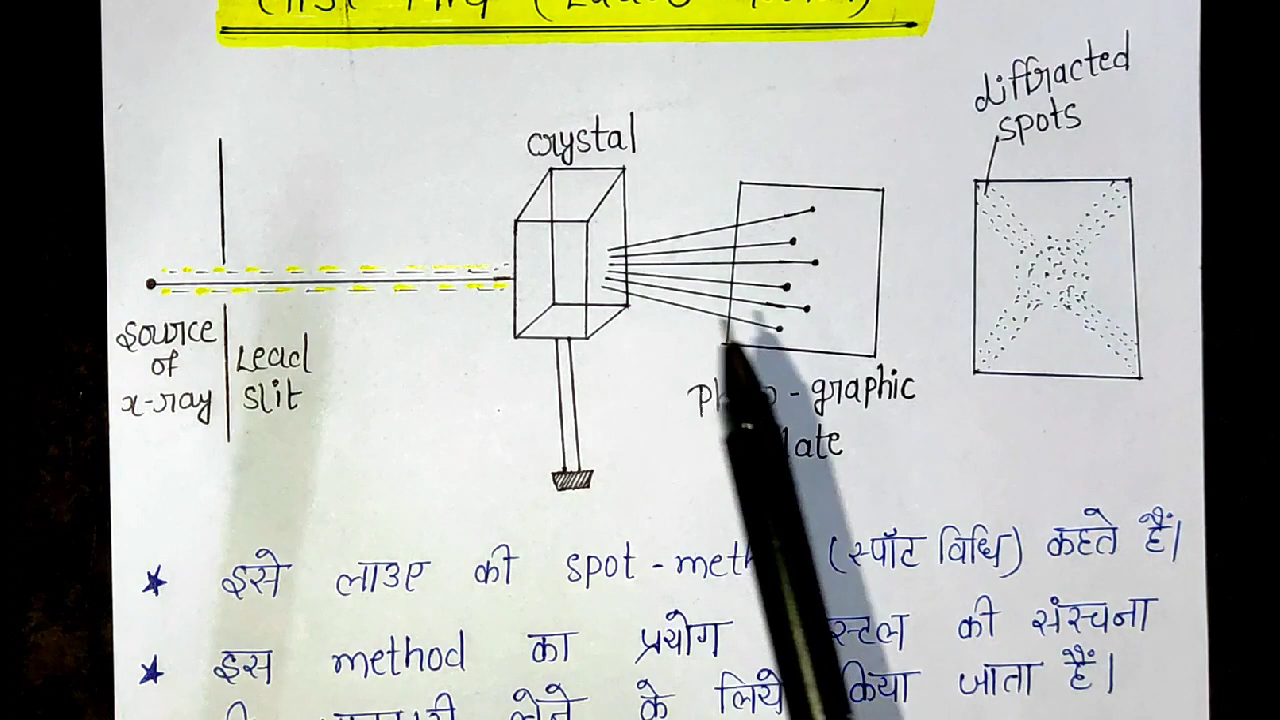 diffracted
spots
crystal
source
of
x-ray
Lead
slit
graphic
★ इसे लाउए की spot-meth (स्पॉट विधि) कहते हैं।
★ इस method का प्रयोग स्टल की संरचना
लेने के लिये किया जाता हैं।